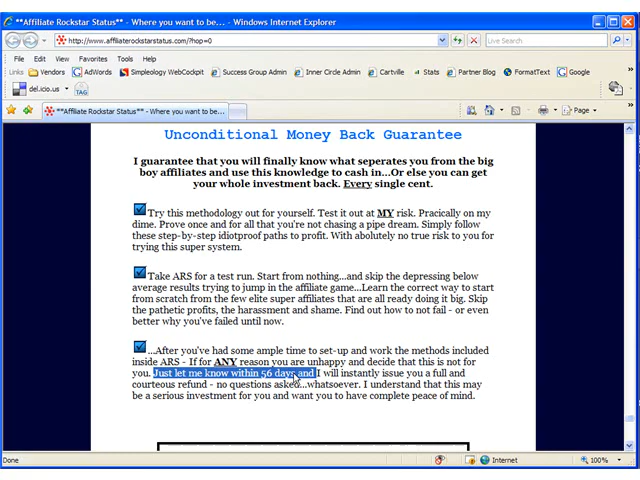 **Affiliate Rockstar Status** - Where you want to be... - Windows Internet Explorer
http://www.affiliaterockstarstatus.com/?hop=0
Live Search
File Edit View Favorites Tools Help
Links Vendors AdWords Simpleology WebCockpit Success Group Admin Inner Circle Admin Cartville Stats Partner Blog FormatText Google
del.icio.us TAG
**Affiliate Rockstar Status** - Where you want to be...
Page
Unconditional Money Back Guarantee
I guarantee that you will finally know what seperates you from the big
boy affiliates and use this knowledge to cash in...Or else you can get
your whole investment back. Every single cent.
Try this methodology out for yourself. Test it out at MY risk. Pracically on my
dime. Prove once and for all that you're not chasing a pipe dream. Simply follow
these step-by-step idiotproof paths to profit. With abolutely no true risk to you for
trying this super system.
Take ARS for a test run. Start from nothing...and skip the depressing below
average results trying to jump in the affiliate game...Learn the correct way to start
from scratch from the few elite super affiliates that are all ready doing it big. Skip
the pathetic profits, the harassment and shame. Find out how to not fail - or even
better why you've failed until now.
...After you've had some ample time to set-up and work the methods included
inside ARS - If for ANY reason you are unhappy and decide that this is not for
you. Just let me know within 56 days and I will instantly issue you a full and
courteous refund - no questions asked...whatsoever. I understand that this may
be a serious investment for you and want you to have complete peace of mind.
Done
Internet
100%